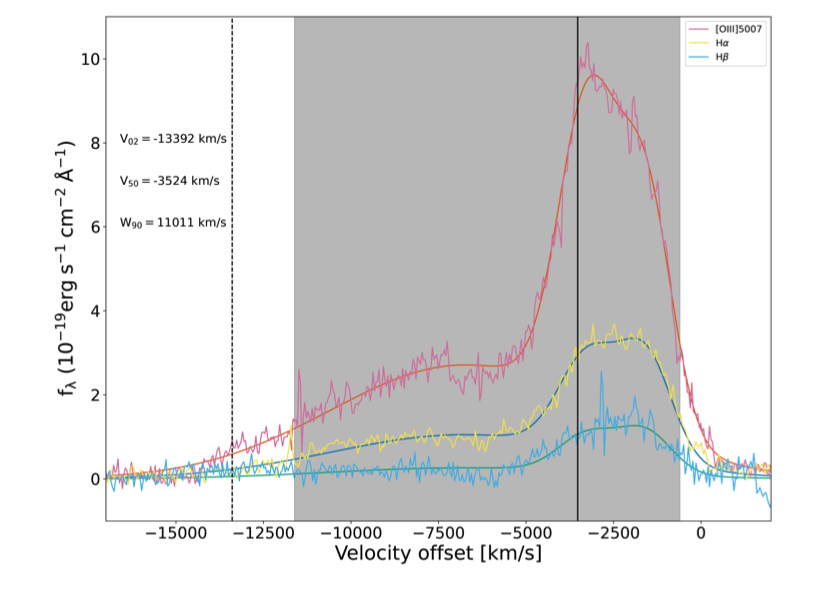 [OIII]5007
Hα
Hβ
10
8
6
4
2
0
V₀₂ = -13392 km/s
V₅₀ = -3524 km/s
W₉₀ = 11011 km/s
f_λ (10⁻¹⁹erg s⁻¹ cm⁻² Å⁻¹)
−15000 −12500 −10000 −7500 −5000 −2500 0
Velocity offset [km/s]